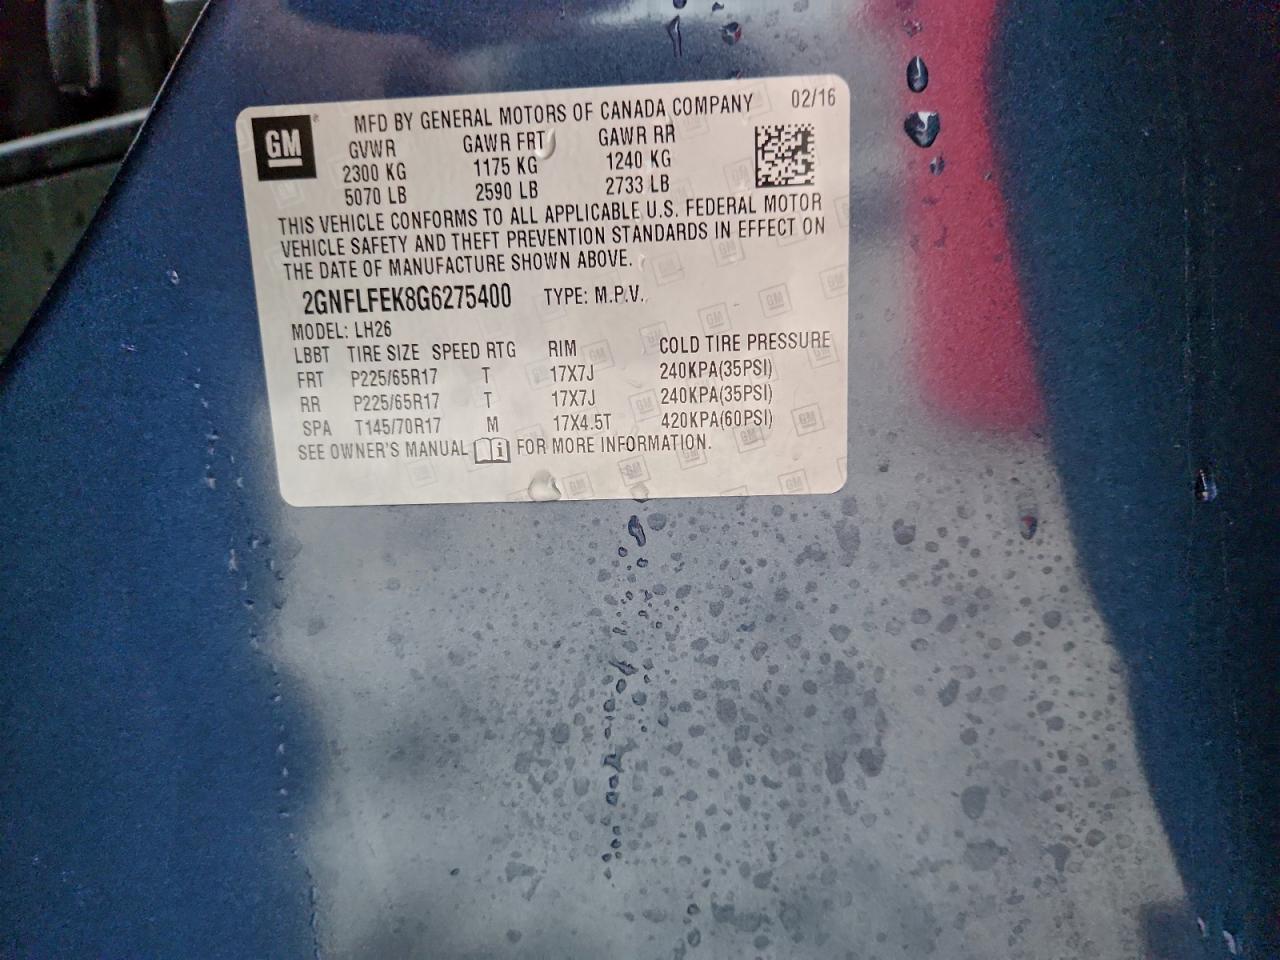 GM
MFD BY GENERAL MOTORS OF CANADA COMPANY 02/16
GVWR GAWR FRT GAWR RR
2300 KG 1175 KG 1240 KG
5070 LB 2590 LB 2733 LB
THIS VEHICLE CONFORMS TO ALL APPLICABLE U.S. FEDERAL MOTOR
VEHICLE SAFETY AND THEFT PREVENTION STANDARDS IN EFFECT ON
THE DATE OF MANUFACTURE SHOWN ABOVE.
2GNFLFEK8G6275400 TYPE: M.P.V.
MODEL: LH26
LBBT TIRE SIZE SPEED RTG RIM COLD TIRE PRESSURE
FRT P225/65R17 T 17X7J 240KPA(35PSI)
RR P225/65R17 T 17X7J 240KPA(35PSI)
SPA T145/70R17 M 17X4.5T 420KPA(60PSI)
SEE OWNER'S MANUAL FOR MORE INFORMATION.